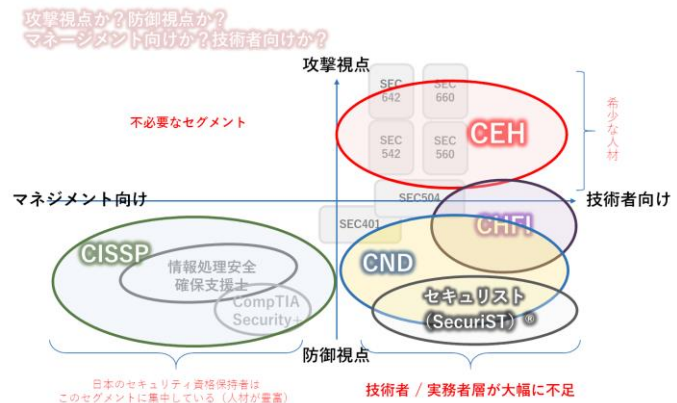 攻撃視点か?防御視点か?
マネージメント向けか?技術者向けか?
攻撃視点
SEC
642
SEC
660
不必要なセグメント
CEH
希少な人材
SEC
542
SEC
560
マネジメント向け
SEC504
技術者向け
SEC401
CHFI
CISSP
CND
情報処理安全
確保支援士
CompTIA
Security+
セキュリスト
(SecuriST)®
防御視点
日本のセキュリティ資格保持者は
このセグメントに集中している(人材が豊富)
技術者 / 実務者層が大幅に不足